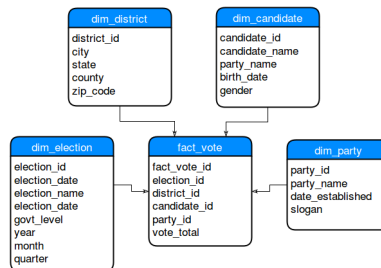 dim_district
district_id
city
state
county
zip_code
dim_candidate
candidate_id
candidate_name
party_name
birth_date
gender
dim_election
election_id
election_date
election_name
election_date
govt_level
year
month
quarter
fact_vote
fact_vote_id
election_id
district_id
candidate_id
party_id
vote_total
dim_party
party_id
party_name
date_established
slogan